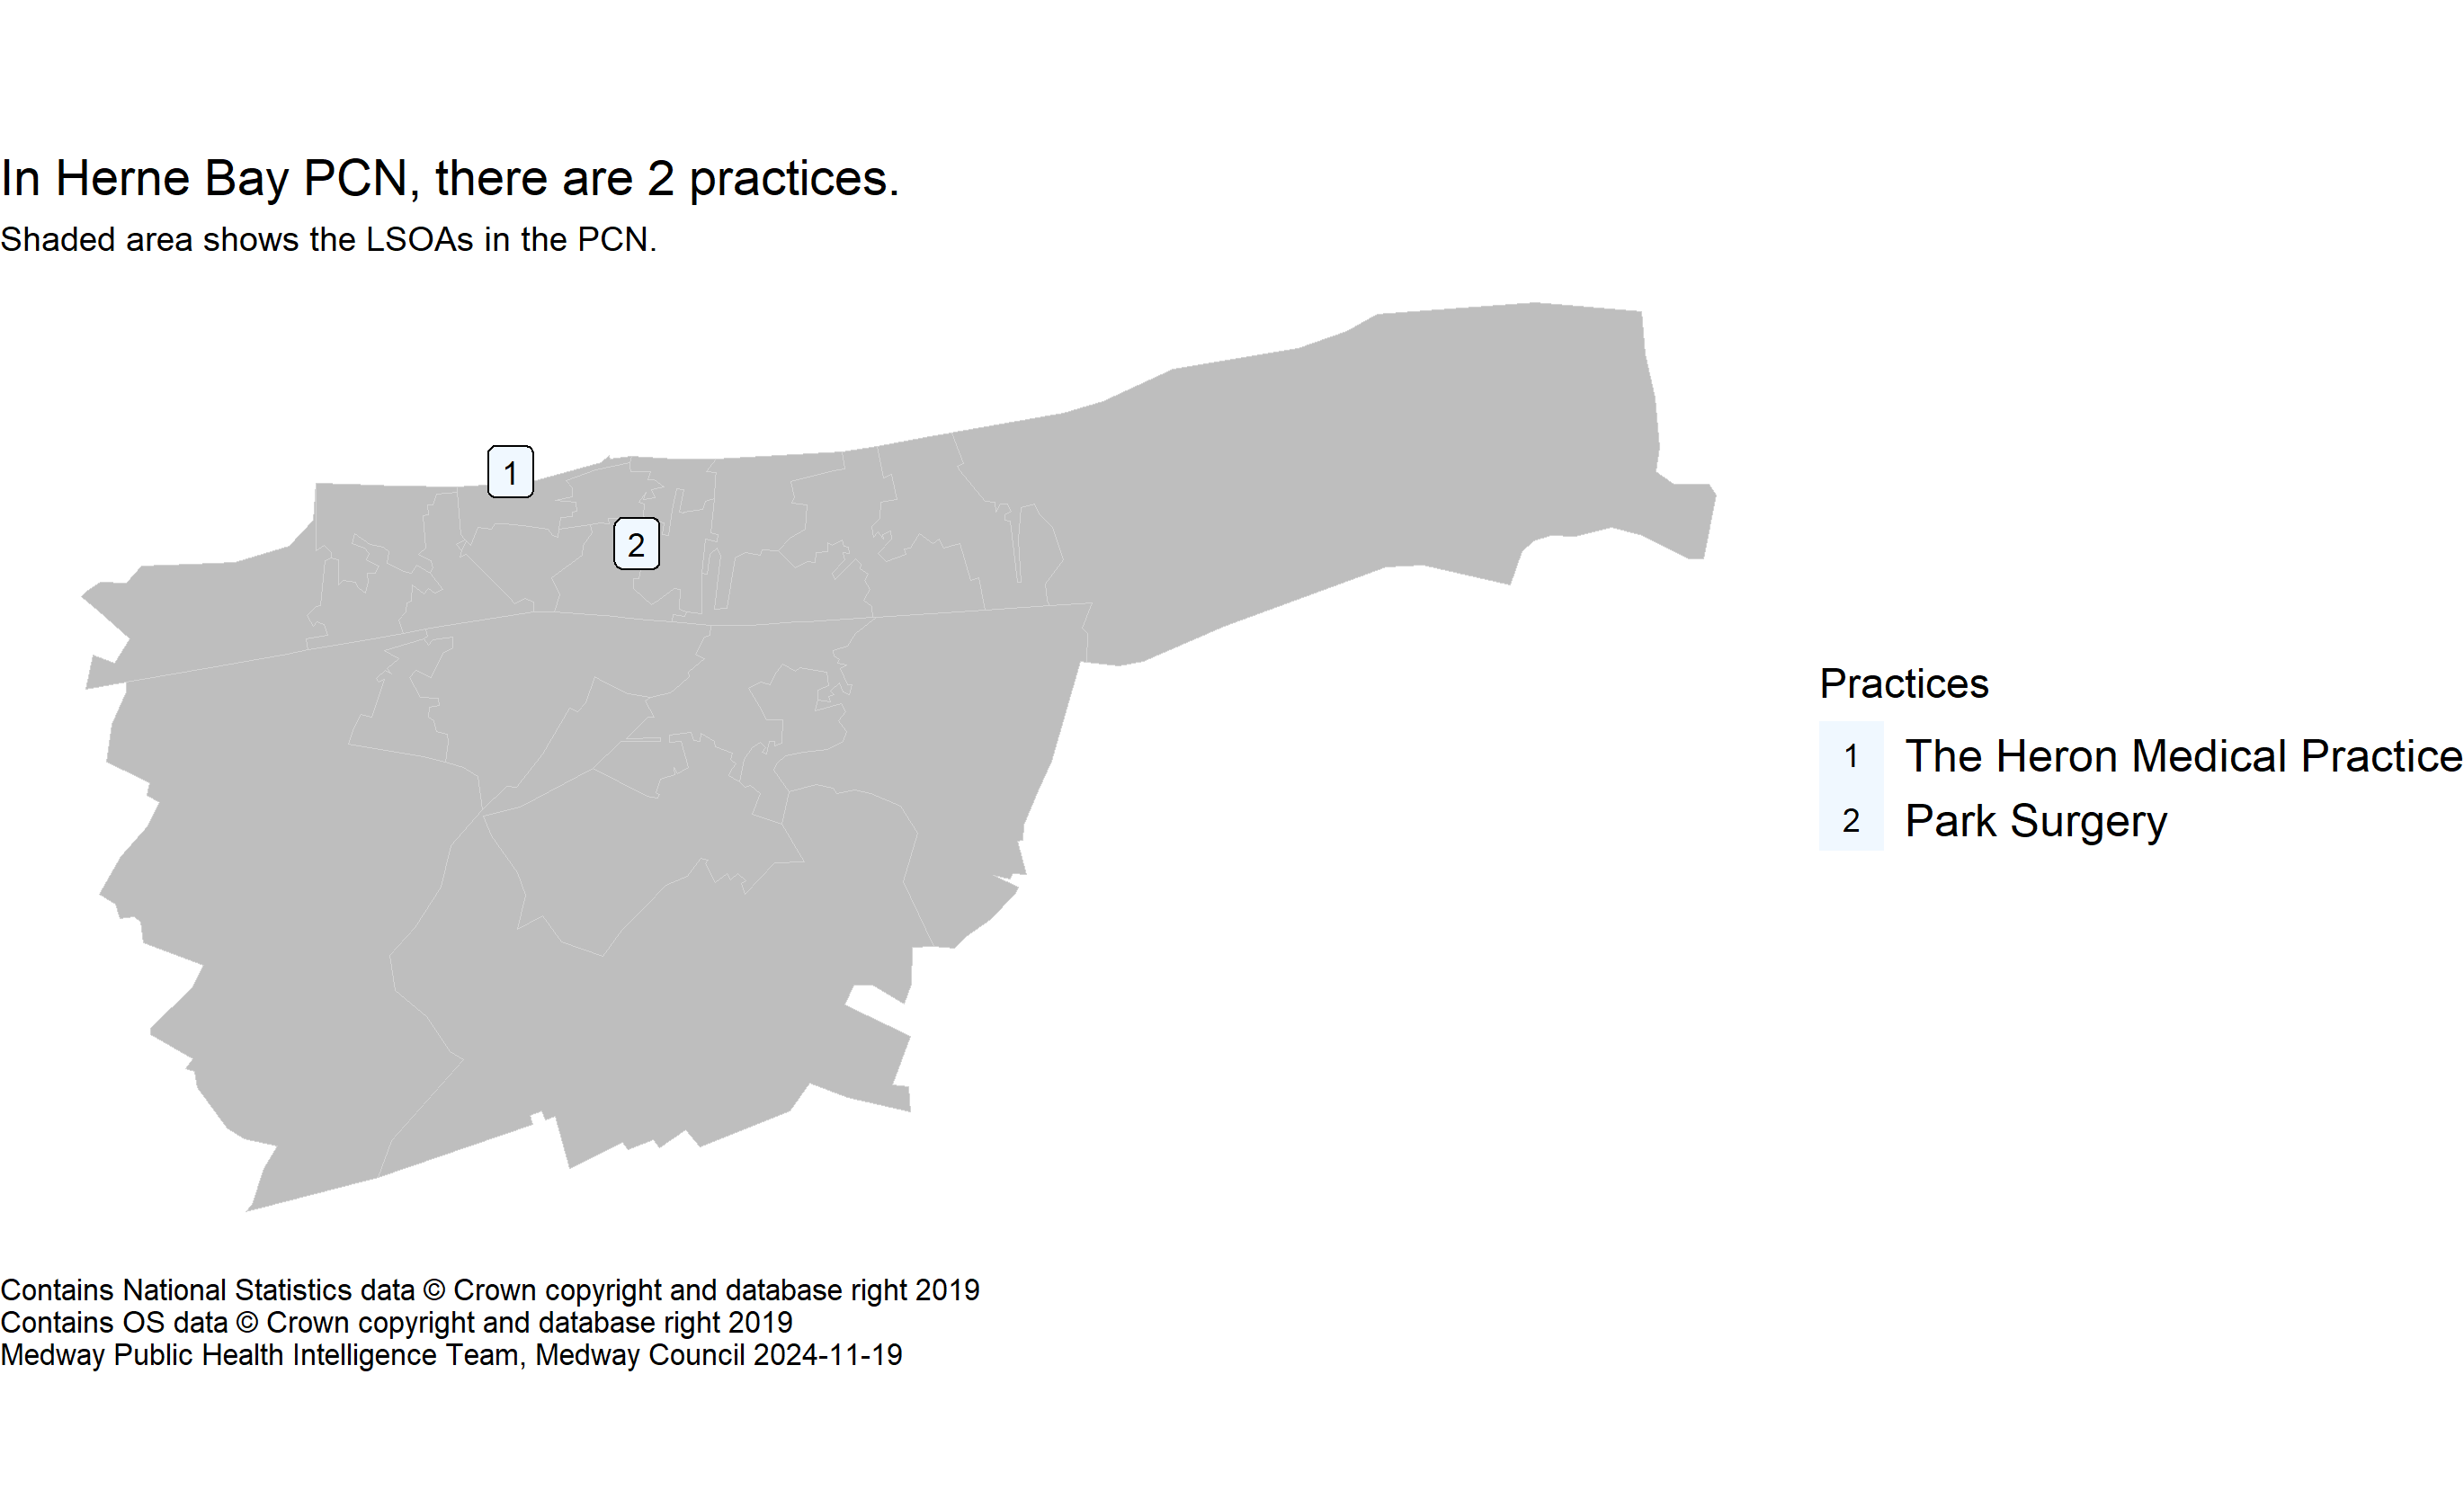 In Herne Bay PCN, there are 2 practices.
Shaded area shows the LSOAs in the PCN.
1
2
Practices
1 The Heron Medical Practice
2 Park Surgery
Contains National Statistics data © Crown copyright and database right 2019
Contains OS data © Crown copyright and database right 2019
Medway Public Health Intelligence Team, Medway Council 2024-11-19